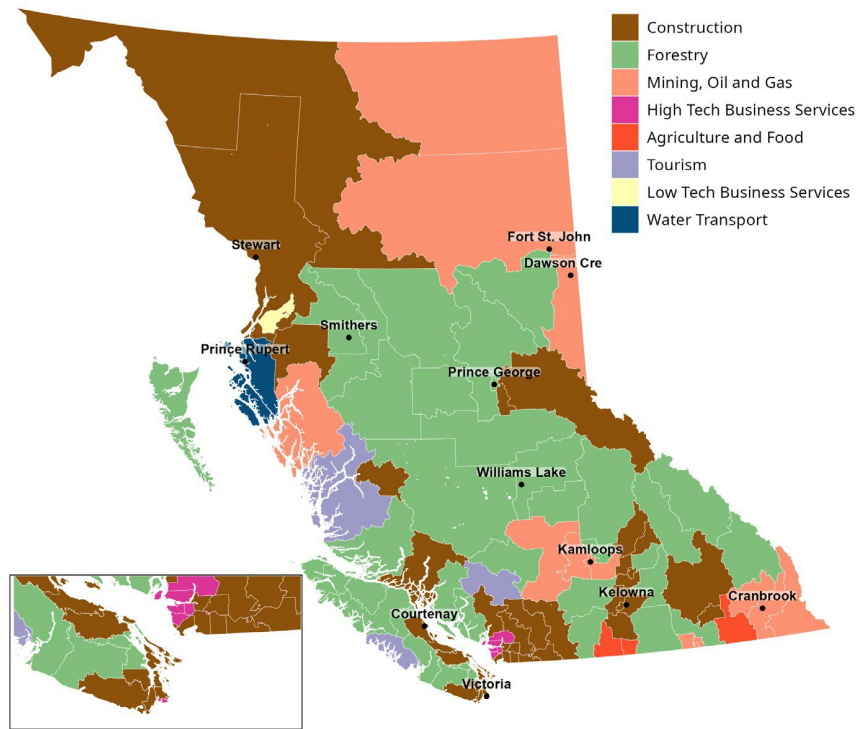 Construction
Forestry
Mining, Oil and Gas
High Tech Business Services
Agriculture and Food
Tourism
Low Tech Business Services
Water Transport
Stewart
Fort St. John
Dawson Cre
Smithers
Prince Rupert
Prince George
Williams Lake
Kamloops
Kelowna
Cranbrook
Courtenay
Victoria